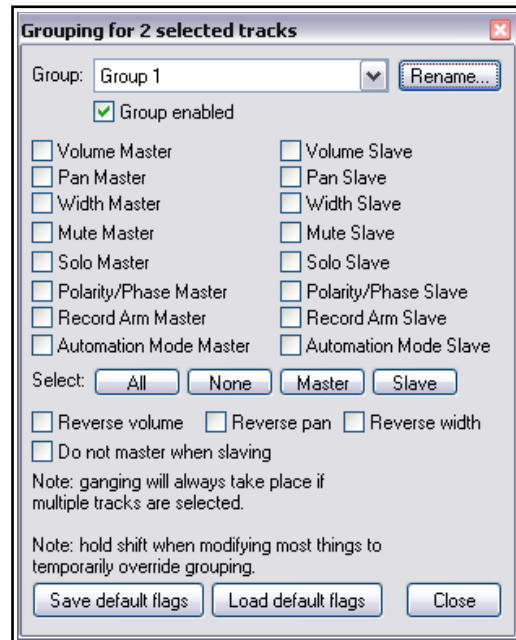 Grouping for 2 selected tracks
Group: Group 1 Rename...
Group enabled
Volume Master Volume Slave
Pan Master Pan Slave
Width Master Width Slave
Mute Master Mute Slave
Solo Master Solo Slave
Polarity/Phase Master Polarity/Phase Slave
Record Arm Master Record Arm Slave
Automation Mode Master Automation Mode Slave
Select: All None Master Slave
Reverse volume Reverse pan Reverse width
Do not master when slaving
Note: ganging will always take place if
multiple tracks are selected.
Note: hold shift when modifying most things to
temporarily override grouping.
Save default flags Load default flags Close